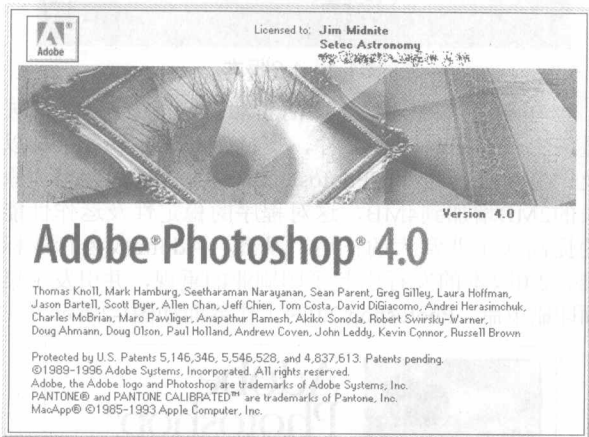 Adobe
Licensed to: Jim Midnite
Setec Astronomy
Version 4.0
Adobe® Photoshop® 4.0
Thomas Knoll, Mark Hamburg, Seetharaman Narayanan, Sean Parent, Greg Gilley, Laura Hoffman,
Jason Bartell, Scott Byer, Allen Chan, Jeff Chien, Tom Costa, David DiGiacomo, Andrei Herasimchuk,
Charles McBrian, Marc Pawliger, Anapathur Ramesh, Akiko Sonoda, Robert Swirsky-Warner,
Doug Ahmann, Doug Olson, Paul Holland, Andrew Coven, John Leddy, Kevin Connor, Russell Brown
Protected by U.S. Patents 5,146,346, 5,546,528, and 4,837,613. Patents pending.
©1989-1996 Adobe Systems, Incorporated. All rights reserved.
Adobe, the Adobe logo and Photoshop are trademarks of Adobe Systems, Inc.
PANTONE® and PANTONE CALIBRATED™ are trademarks of Pantone, Inc.
MacApp® ©1985-1993 Apple Computer, Inc.